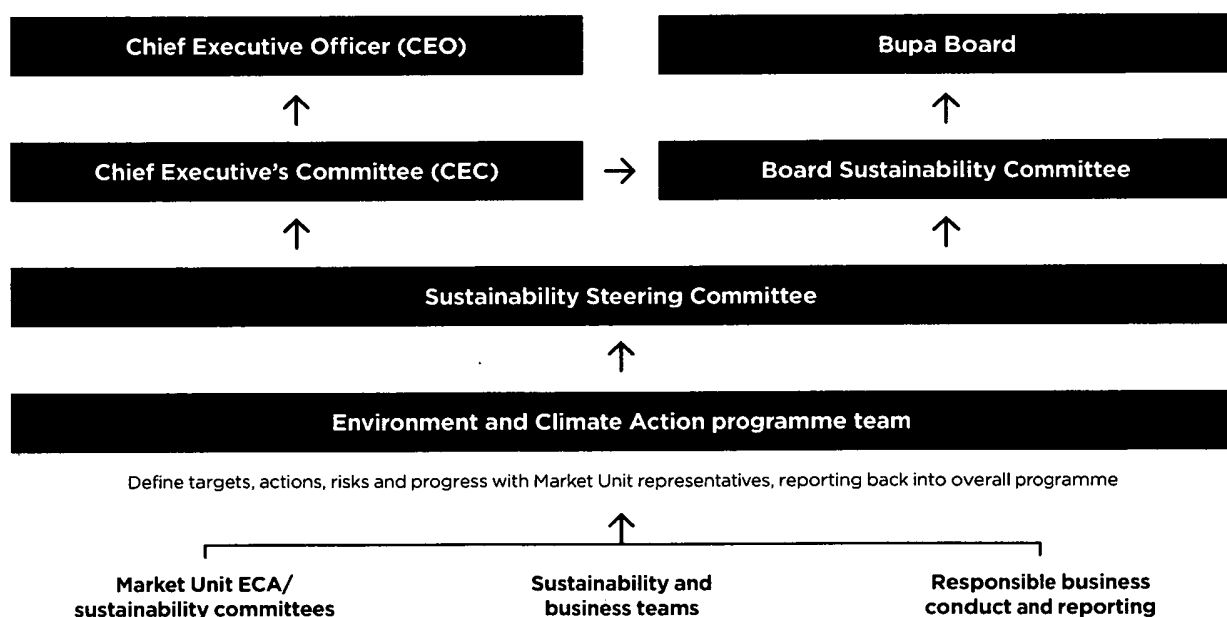 Chief Executive Officer (CEO)
Bupa Board
Chief Executive's Committee (CEC)
Board Sustainability Committee
Sustainability Steering Committee
Environment and Climate Action programme team
Define targets, actions, risks and progress with Market Unit representatives, reporting back into overall programme
Market Unit ECA/
sustainability committees
Sustainability and
business teams
Responsible business
conduct and reporting